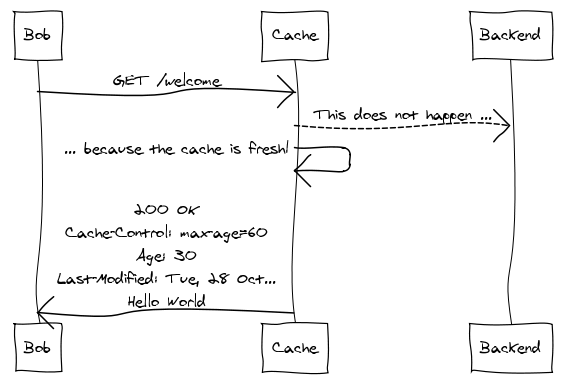 Bob
Cache
Backend
GET /welcome
This does not happen ...
... because the cache is fresh!
200 OK
Cache-Control: max-age=60
Age: 30
Last-Modified: Tue, 28 Oct...
Hello World
Bob
Cache
Backend